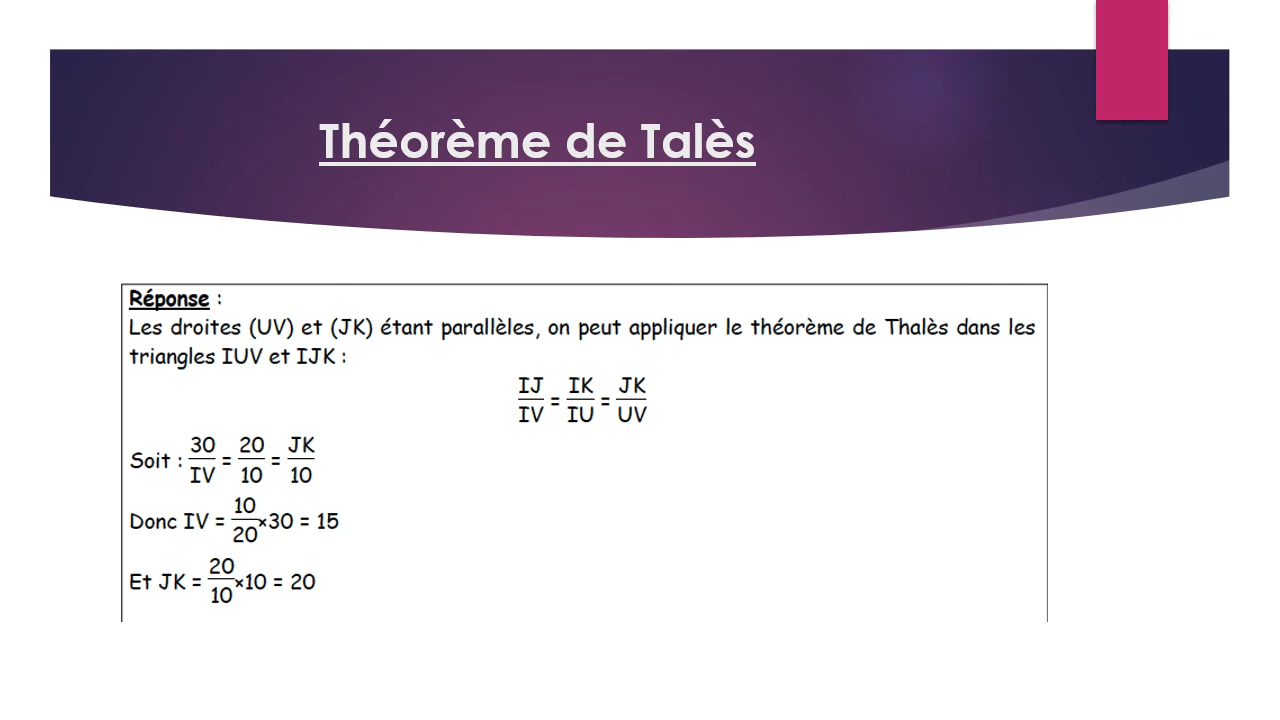 Théorème de Talès
Réponse :
Les droites (UV) et (JK) étant parallèles, on peut appliquer le théorème de Thalès dans les
triangles IUV et IJK :
IJ/IV = IK/IU = JK/UV
Soit : 30/IV = 20/10 = JK/10
Donc IV = 10/20 ×30 = 15
Et JK = 20/10 ×10 = 20